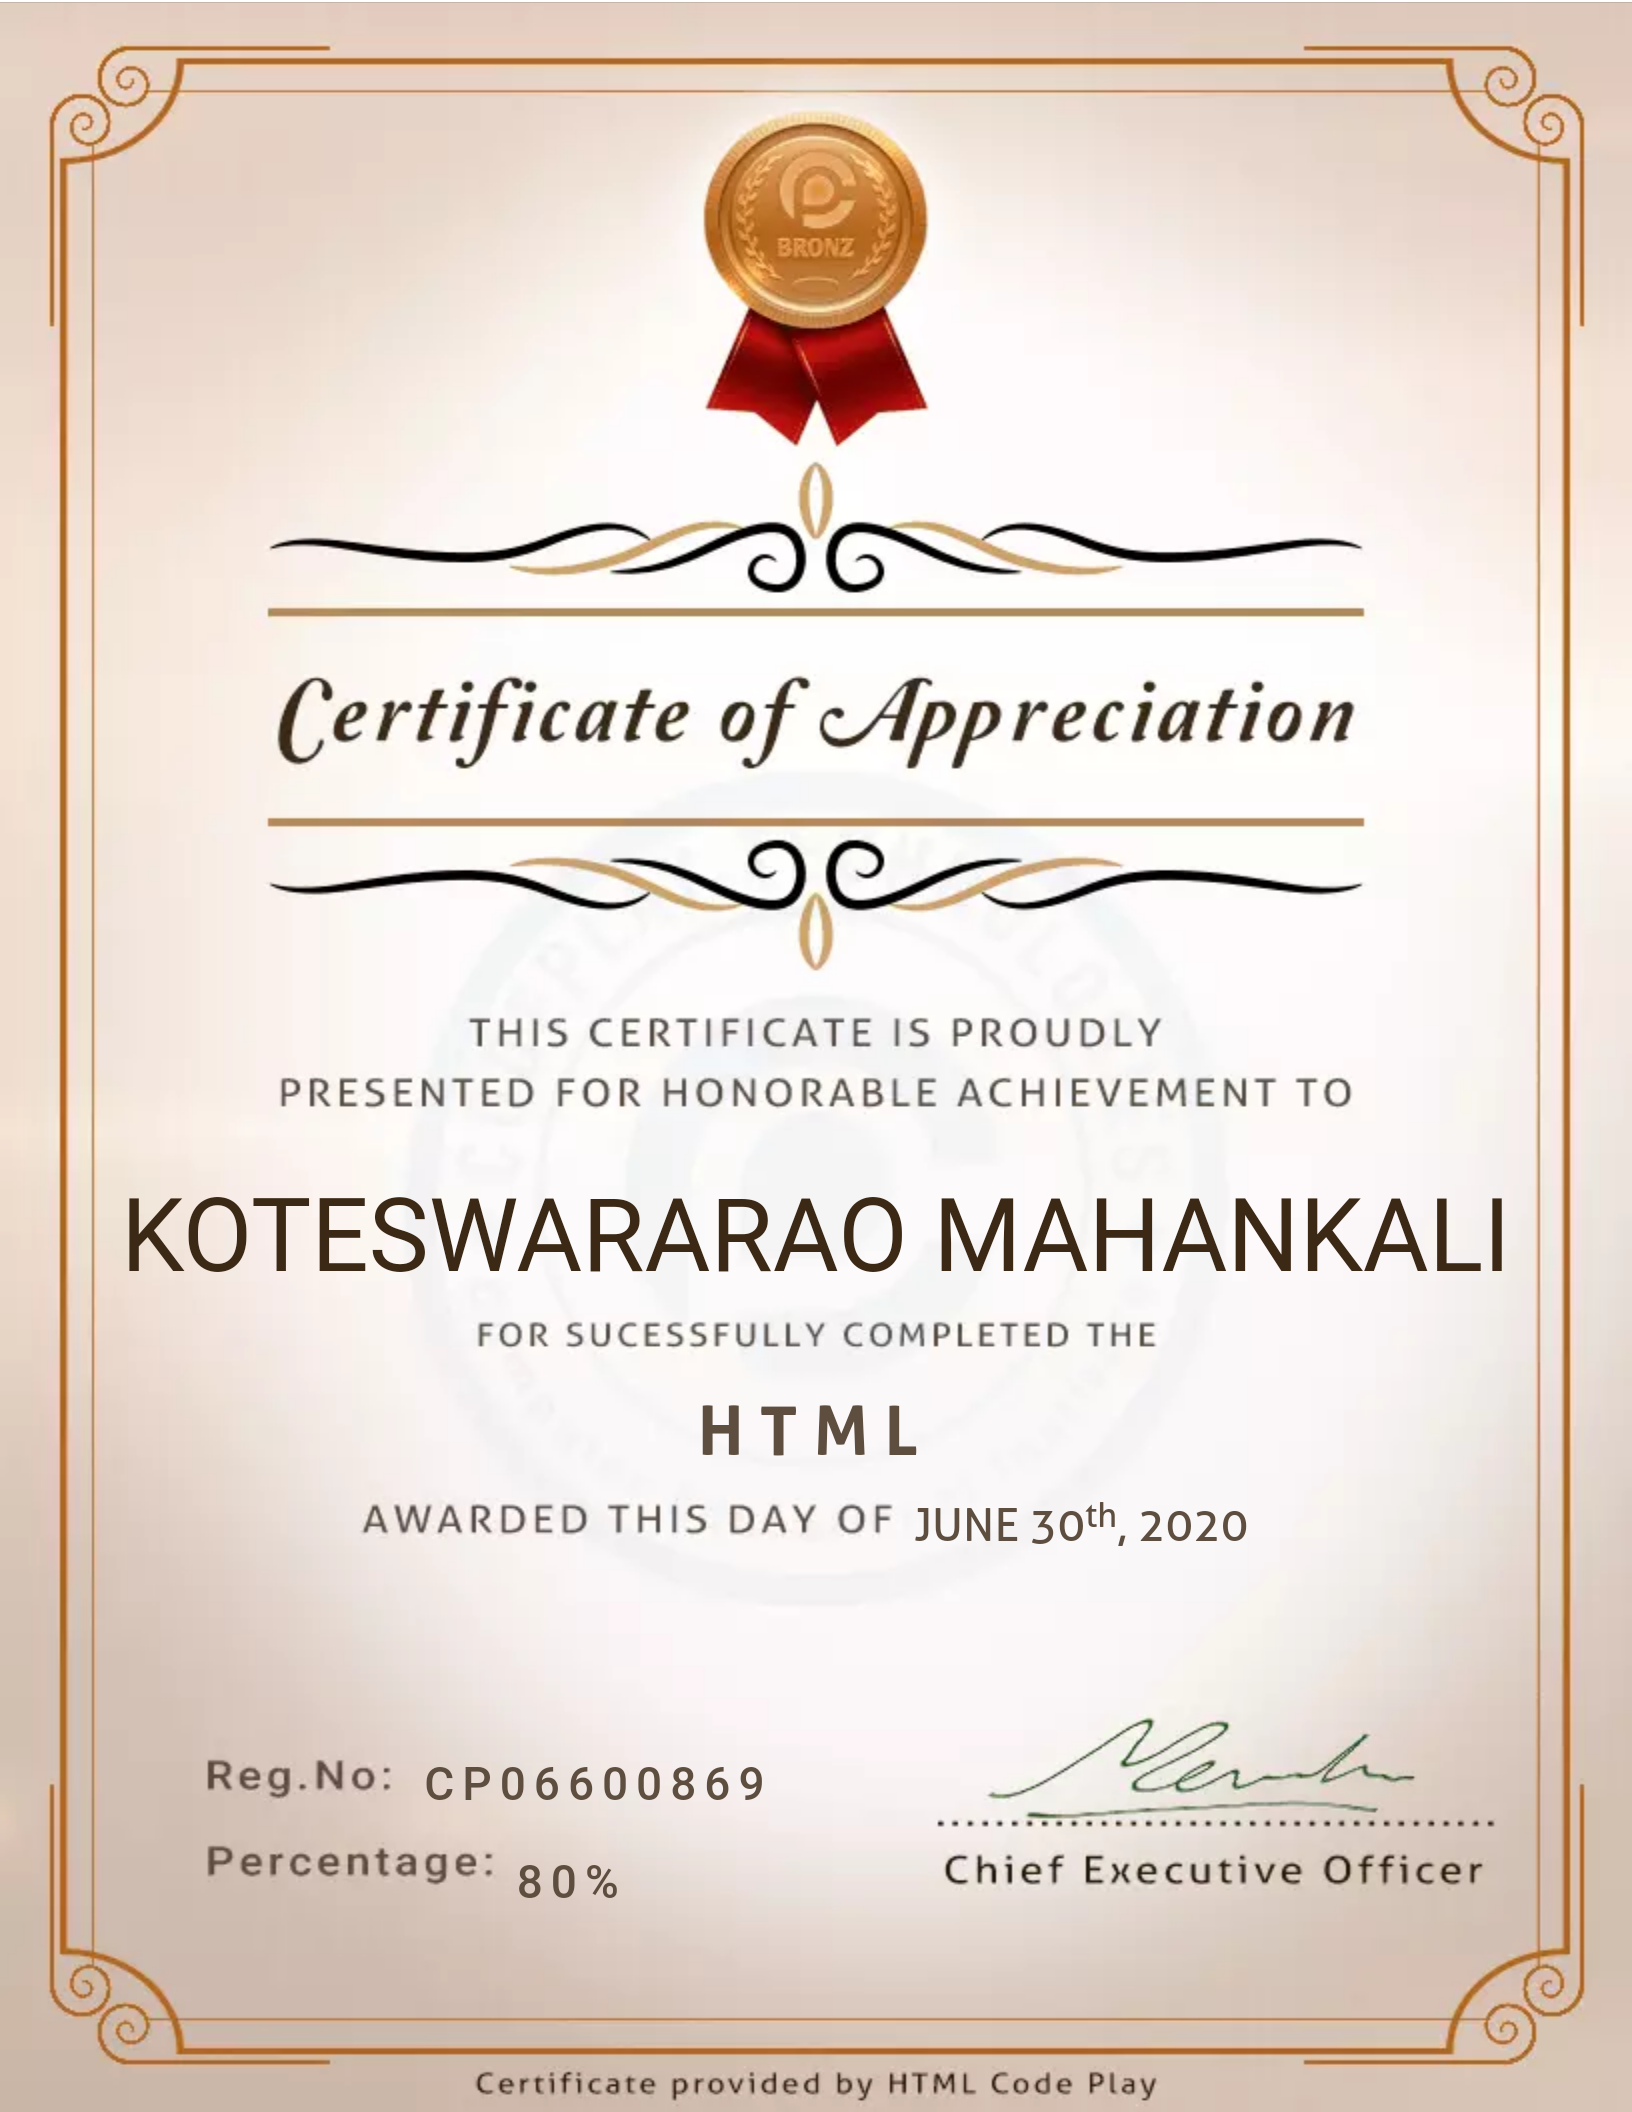 BRONZ
Certificate of Appreciation
THIS CERTIFICATE IS PROUDLY
PRESENTED FOR HONORABLE ACHIEVEMENT TO
KOTESWARARAO MAHANKALI
FOR SUCESSFULLY COMPLETED THE
HTML
AWARDED THIS DAY OF JUNE 30th, 2020
Reg.No: CP06600869
Percentage: 80%
Chief Executive Officer
Certificate provided by HTML Code Play